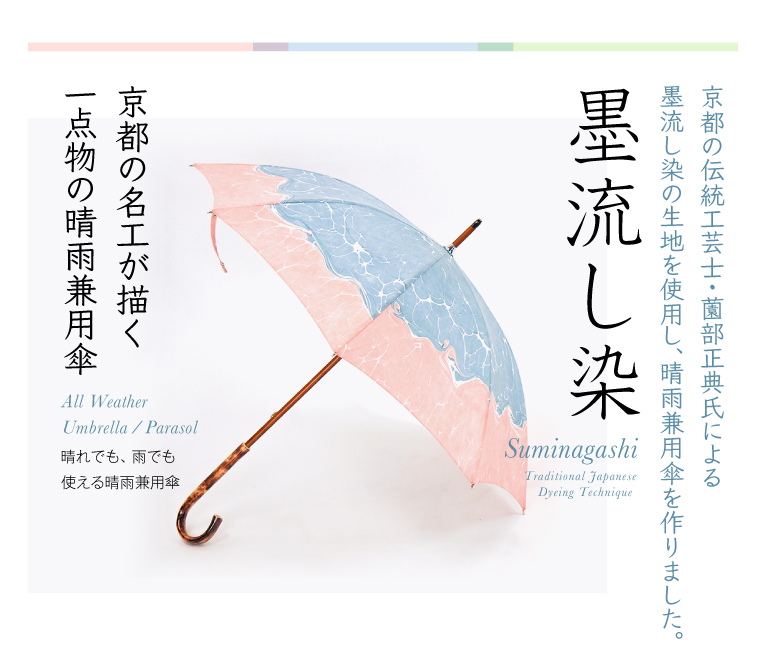 京都の伝統工芸士・薗部正典氏による
墨流し染の生地を使用し、晴雨兼用傘を作りました。
墨流し染
Suminagashi
Traditional Japanese
Dyeing Technique
京都の名工が描く
一点物の晴雨兼用傘
All Weather
Umbrella / Parasol
晴れでも、雨でも
使える晴雨兼用傘